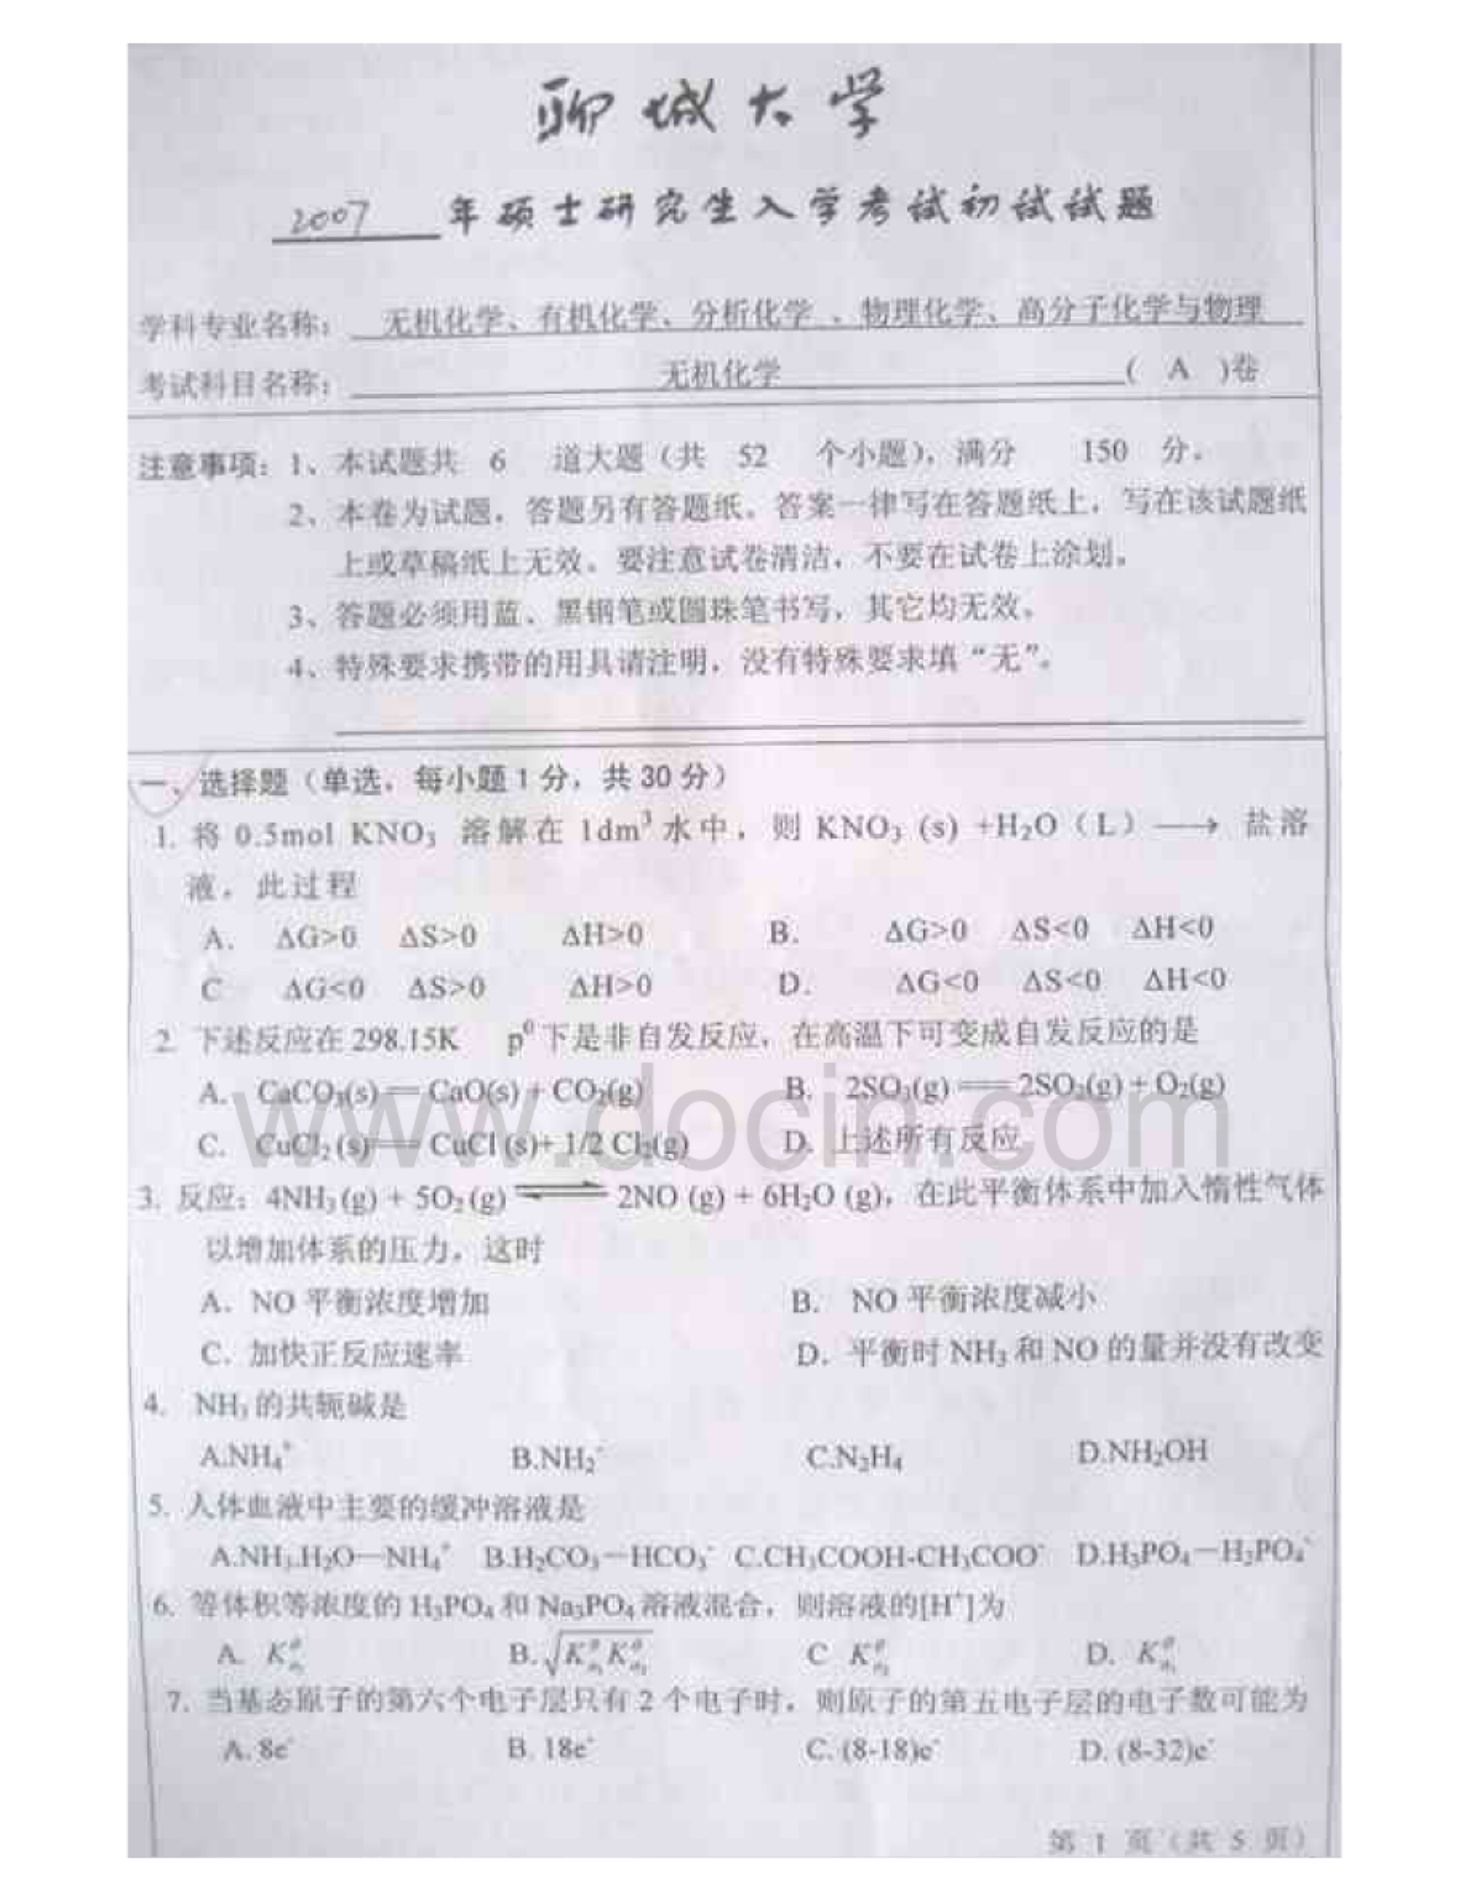 聊城大学
2007 年硕士研究生入学考试初试试题
学科专业名称: 无机化学、有机化学、分析化学 、物理化学、高分子化学与物理
考试科目名称: 无机化学 ( A )卷
注意事项: 1、本试题共 6 道大题(共 52 个小题), 满分 150 分。
2、本卷为试题, 答题另有答题纸。答案一律写在答题纸上, 写在该试题纸
上或草稿纸上无效。要注意试卷清洁, 不要在试卷上涂划。
3、答题必须用蓝、黑钢笔或圆珠笔书写, 其它均无效。
4、特殊要求携带的用具请注明, 没有特殊要求填“无”。
一、选择题(单选, 每小题 1 分, 共 30 分)
1. 将 0.5mol KNO₃ 溶解在 1dm³ 水中, 则 KNO₃ (s) +H₂O (L) ⟶ 盐溶
液, 此过程
A. ΔG>0 ΔS>0 ΔH>0 B. ΔG>0 ΔS<0 ΔH<0
C ΔG<0 ΔS>0 ΔH>0 D. ΔG<0 ΔS<0 ΔH<0
2. 下述反应在 298.15K p⁰下是非自发反应, 在高温下可变成自发反应的是
A. CaCO₃(s) == CaO(s) + CO₂(g) B. 2SO₃(g) == 2SO₂(g) + O₂(g)
C. CuCl₂ (s) == CuCl (s)+ 1/2 Cl₂(g) D. 上述所有反应
www.docin.com
3. 反应: 4NH₃ (g) + 5O₂ (g) ⇌ 2NO (g) + 6H₂O (g), 在此平衡体系中加入惰性气体
以增加体系的压力, 这时
A. NO 平衡浓度增加 B. NO 平衡浓度减小
C. 加快正反应速率 D. 平衡时 NH₃ 和 NO 的量并没有改变
4. NH₃ 的共轭碱是
A.NH₄⁺ B.NH₂⁻ C.N₂H₄ D.NH₂OH
5. 人体血液中主要的缓冲溶液是
A.NH₃.H₂O—NH₄⁺ B.H₂CO₃—HCO₃⁻ C.CH₃COOH-CH₃COO⁻ D.H₃PO₄—H₂PO₄⁻
6. 等体积等浓度的 H₃PO₄ 和 Na₃PO₄ 溶液混合, 则溶液的[H⁺]为
A. K^θ_a₁ B. √(K^θ_a₁ K^θ_a₂) C K^θ_a₂ D. K^θ_a₃
7. 当基态原子的第六个电子层只有 2 个电子时, 则原子的第五电子层的电子数可能为
A. 8e⁻ B. 18e⁻ C. (8-18)e⁻ D. (8-32)e⁻
第 1 页(共 5 页)